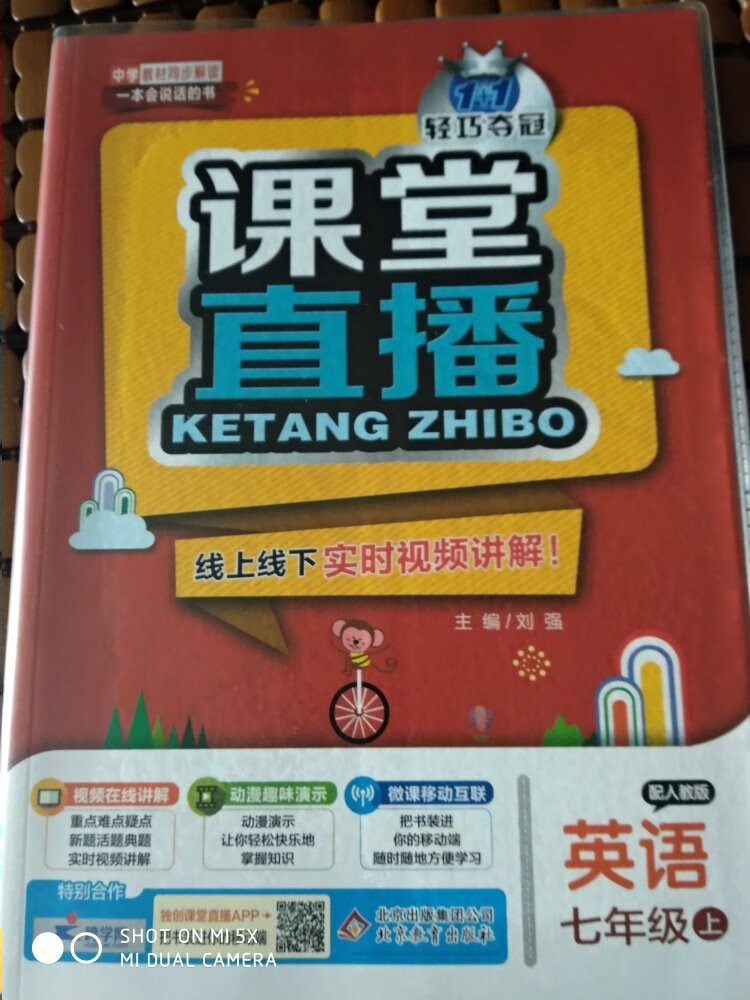 中学教材同步解读
一本会说话的书
1+1
轻巧夺冠
课堂
直播
KETANG ZHIBO
线上线下 实时视频讲解!
主 编/刘 强
视频在线讲解
重点难点疑点
新题活题典题
实时视频讲解
动漫趣味演示
动漫演示
让你轻松快乐地
掌握知识
微课移动互联
把书装进
你的移动端
随时随地方便学习
配人教版
英语
七年级 上
特别合作
独创课堂直播APP
北京出版集团公司
北京教育出版社
SHOT ON MI 5X
MI DUAL CAMERA